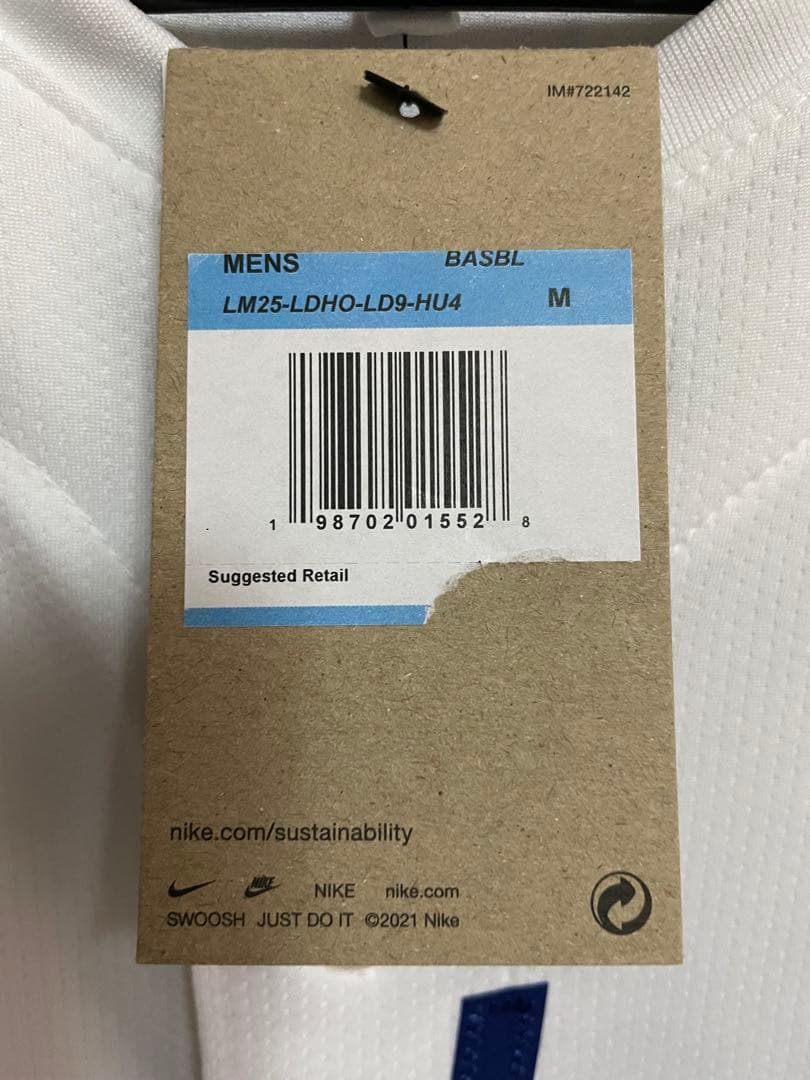 IM#722142
MENS BASBL
LM25-LDHO-LD9-HU4 M
1 98702 01552 8
Suggested Retail
nike.com/sustainability
NIKE NIKE nike.com
SWOOSH JUST DO IT ©2021 Nike